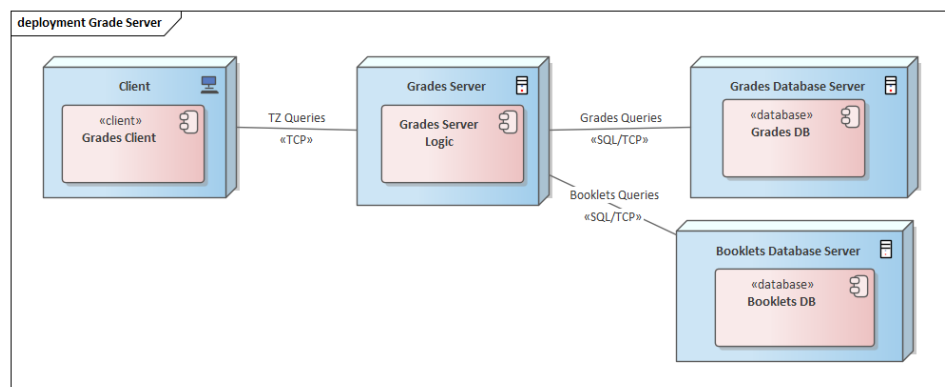 deployment Grade Server
Client
«client»
Grades Client
TZ Queries
«TCP»
Grades Server
Grades Server
Logic
Grades Queries
«SQL/TCP»
Grades Database Server
«database»
Grades DB
Booklets Queries
«SQL/TCP»
Booklets Database Server
«database»
Booklets DB